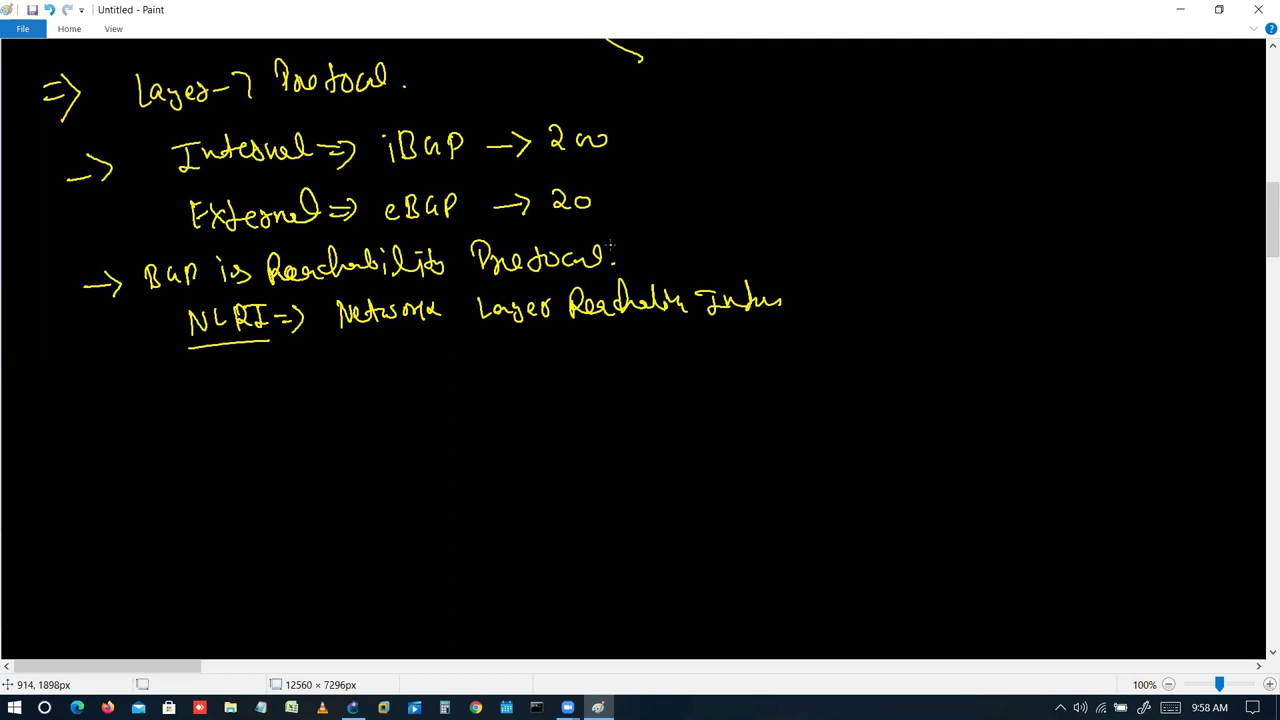 Untitled - Paint
File Home View
=> Layer-7 Protocol.
-> Internal => iBGP -> 200
External => eBGP -> 20
-> BGP is Reachability Protocol.
NLRI => Network Layer Reachability
914, 1898px 12560 × 7296px 100%
9:58 AM